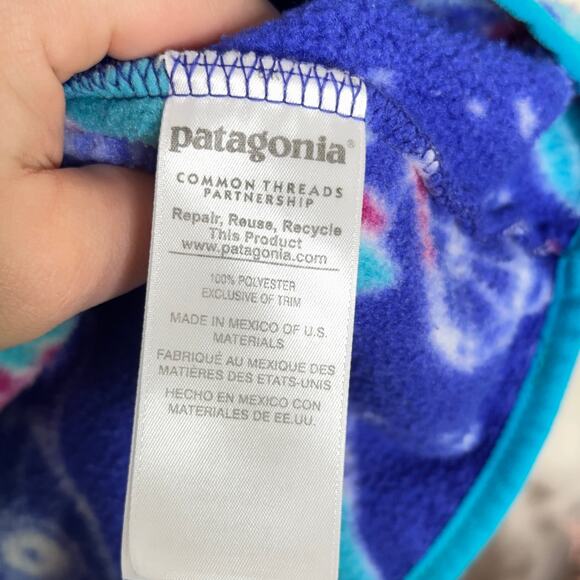 patagonia®
COMMON THREADS
PARTNERSHIP
Repair, Reuse, Recycle
This Product
www.patagonia.com
100% POLYESTER
EXCLUSIVE OF TRIM
MADE IN MEXICO OF U.S.
MATERIALS
FABRIQUÉ AU MEXIQUE DES
MATIÈRES DES ETATS-UNIS
HECHO EN MEXICO CON
MATERIALES DE EE.UU.